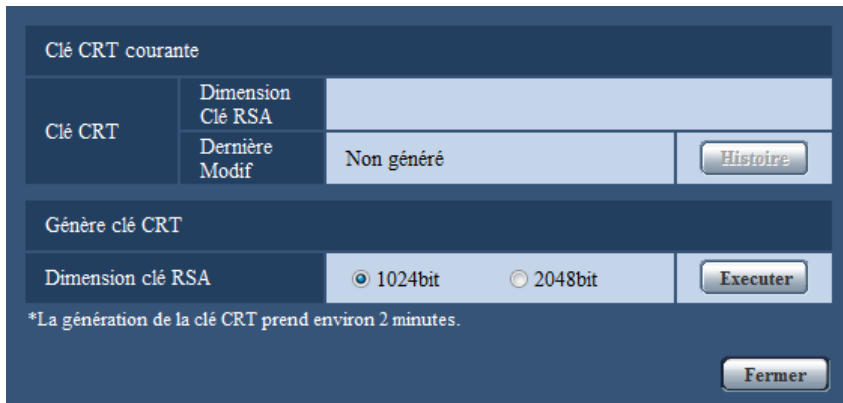 Clé CRT courante
Clé CRT
Dimension
Clé RSA
Dernière
Modif
Non généré
Histoire
Génère clé CRT
Dimension clé RSA
1024bit
2048bit
Executer
*La génération de la clé CRT prend environ 2 minutes.
Fermer